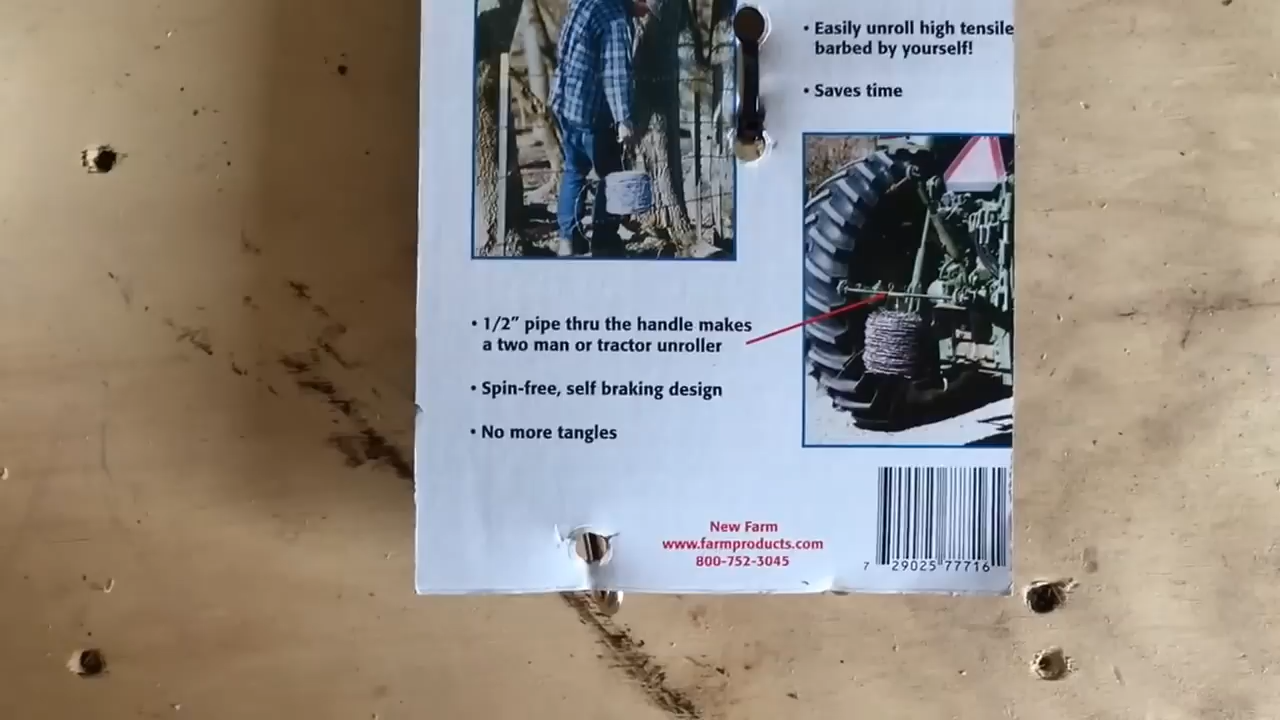 • Easily unroll high tensile
barbed by yourself!
• Saves time
• 1/2” pipe thru the handle makes
a two man or tractor unroller
• Spin-free, self braking design
• No more tangles
New Farm
www.farmproducts.com
800-752-3045
7 29025 77716